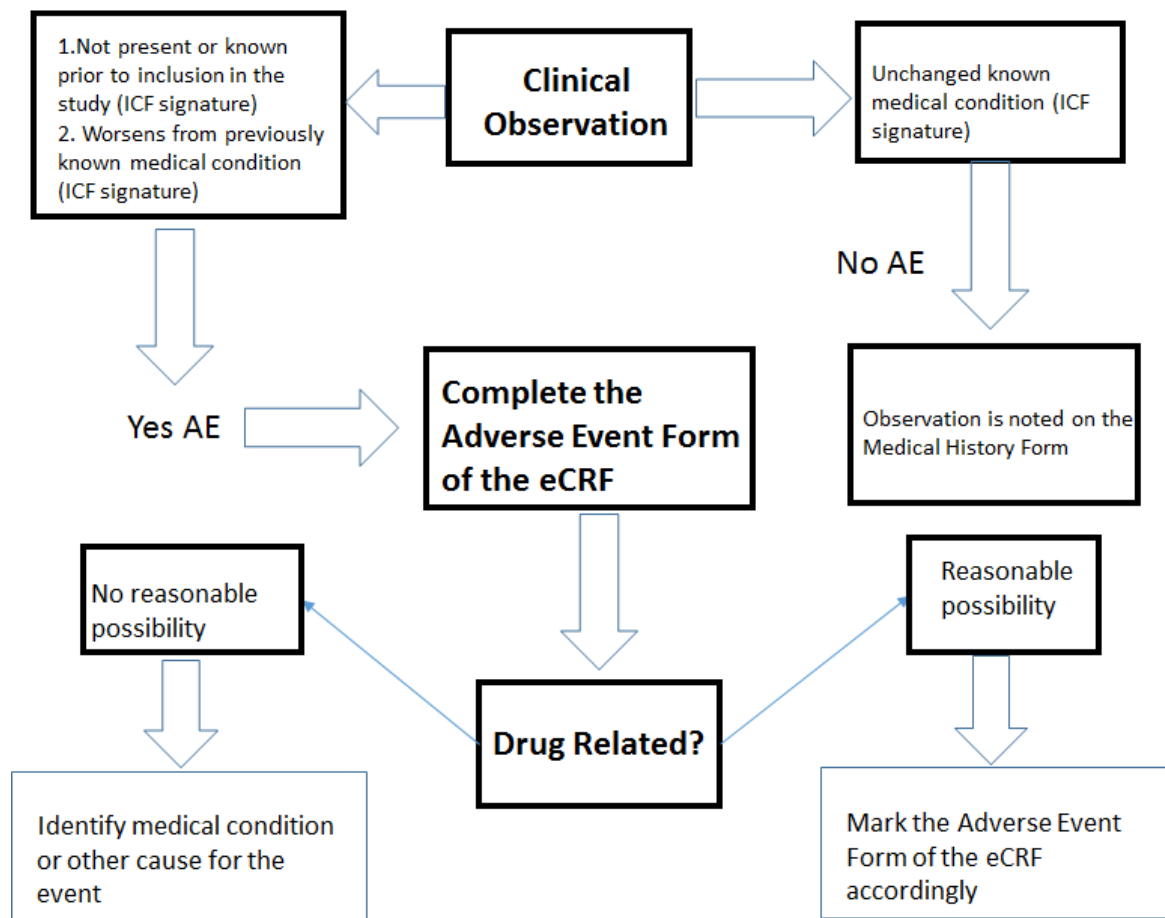 1.Not present or known
prior to inclusion in the
study (ICF signature)
2. Worsens from previously
known medical condition
(ICF signature)
Clinical
Observation
Unchanged known
medical condition (ICF
signature)
No AE
Yes AE
Complete the
Adverse Event Form
of the eCRF
Observation is noted on the
Medical History Form
No reasonable
possibility
Reasonable
possibility
Drug Related?
Identify medical condition
or other cause for the
event
Mark the Adverse Event
Form of the eCRF
accordingly